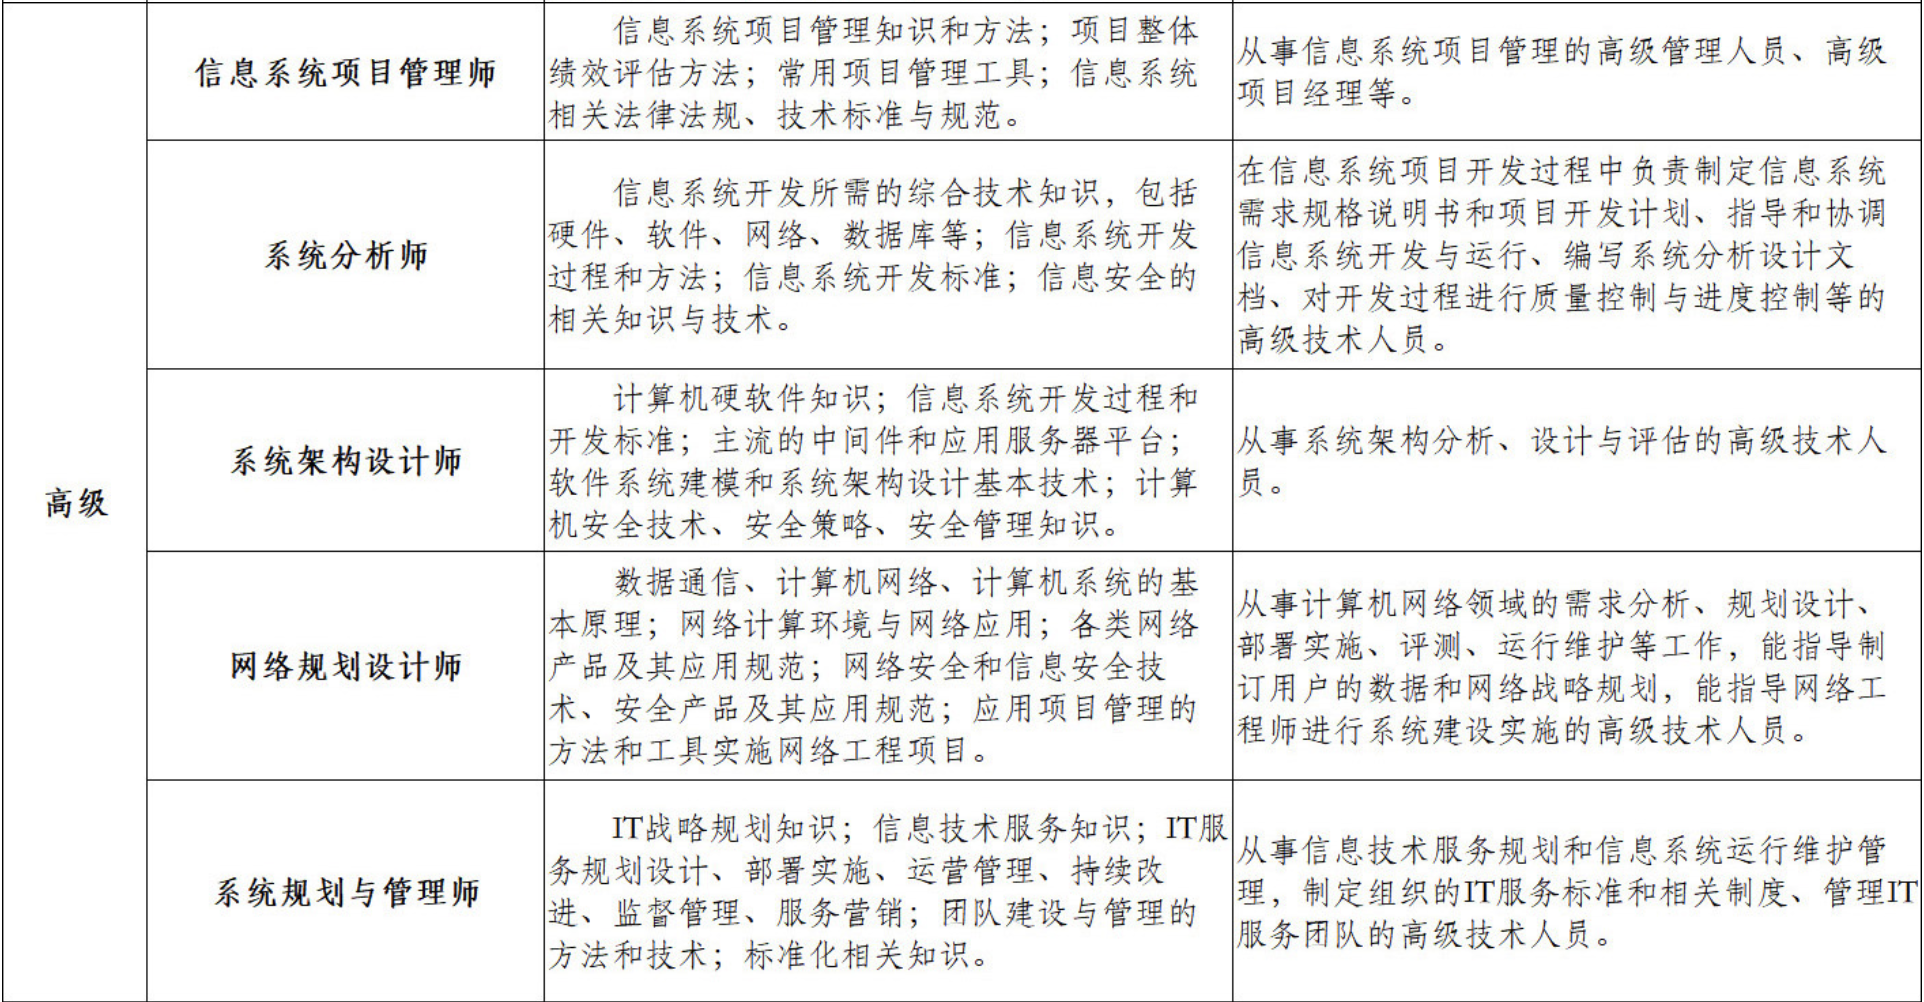 高级
信息系统项目管理师
信息系统项目管理知识和方法；项目整体
绩效评估方法；常用项目管理工具；信息系统
相关法律法规、技术标准与规范。
从事信息系统项目管理的高级管理人员、高级
项目经理等。
系统分析师
信息系统开发所需的综合技术知识，包括
硬件、软件、网络、数据库等；信息系统开发
过程和方法；信息系统开发标准；信息安全的
相关知识与技术。
在信息系统项目开发过程中负责制定信息系统
需求规格说明书和项目开发计划、指导和协调
信息系统开发与运行、编写系统分析设计文
档、对开发过程进行质量控制与进度控制等的
高级技术人员。
系统架构设计师
计算机硬软件知识；信息系统开发过程和
开发标准；主流的中间件和应用服务器平台；
软件系统建模和系统架构设计基本技术；计算
机安全技术、安全策略、安全管理知识。
从事系统架构分析、设计与评估的高级技术人
员。
网络规划设计师
数据通信、计算机网络、计算机系统的基
本原理；网络计算环境与网络应用；各类网络
产品及其应用规范；网络安全和信息安全技
术、安全产品及其应用规范；应用项目管理的
方法和工具实施网络工程项目。
从事计算机网络领域的需求分析、规划设计、
部署实施、评测、运行维护等工作，能指导制
订用户的数据和网络战略规划，能指导网络工
程师进行系统建设实施的高级技术人员。
系统规划与管理师
IT战略规划知识；信息技术服务知识；IT服
务规划设计、部署实施、运营管理、持续改
进、监督管理、服务营销；团队建设与管理的
方法和技术；标准化相关知识。
从事信息技术服务规划和信息系统运行维护管
理，制定组织的IT服务标准和相关制度、管理IT
服务团队的高级技术人员。